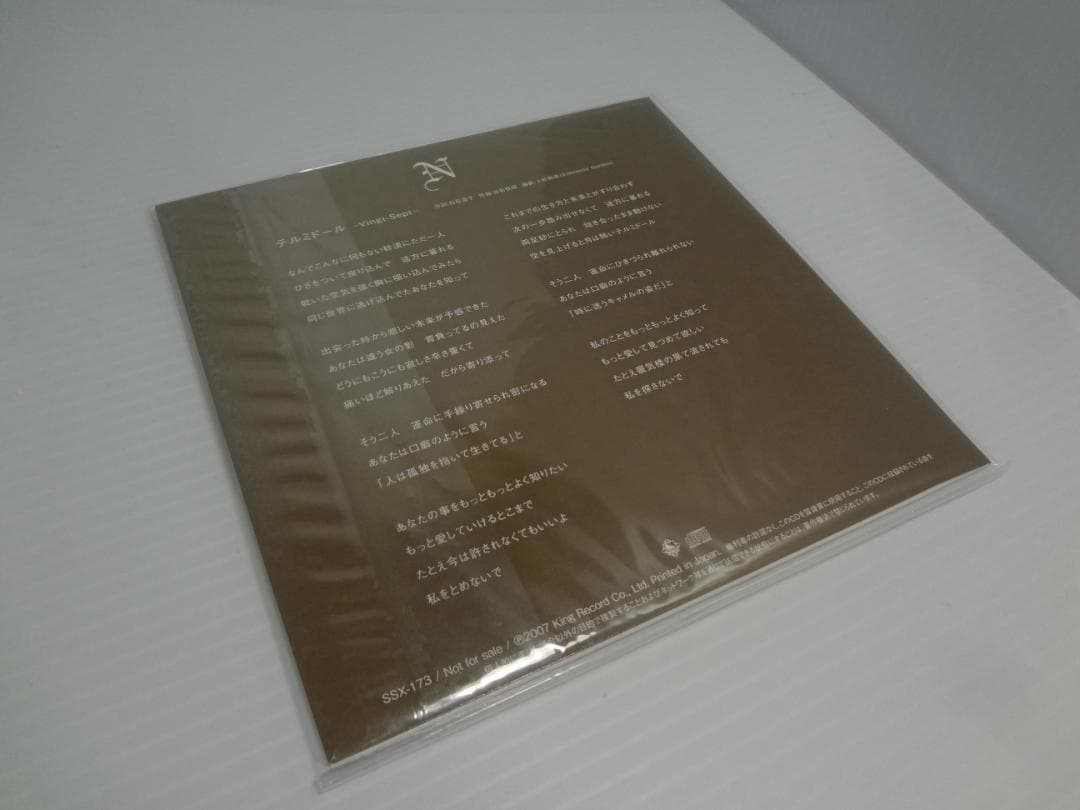 N
テルミドール -Vingt-Sept-
なんでこんなに何もない砂漠にただ一人
ひざをついて座り込んで 途方に暮れる
乾いた空気を強く胸に吸い込んでみたら
同じ世界に逃げ込んでたあなたを知って
出会った時から悲しい未来が予感できた
あなたは違う女の影 背負ってるの見えた
どうにもこうにも寂しさ辛さ重くて
痛いほど解りあえた だから寄り添って
そう二人 運命に手繰り寄せられ密になる
あなたは口癖のように言う
「人は孤独を抱いて生きてる」と
あなたの事をもっともっとよく知りたい
もっと愛していけるとこまで
たとえ今は許されなくてもいいよ
私をとめないで
これまでの生き方と未来とがすり合わず
次の一歩踏み出せなくて 途方に暮れる
両足砂にとられ 抱き合ったまま動けない
空を見上げると月は無いテルミドール
そう二人 運命にひきづられ離れられない
あなたは口癖のように言う
「時に迷うキャメルの姿だ」と
私のことをもっともっとよく知って
もっと愛して見つめて欲しい
たとえ蜃気楼の果て潰されても
私を探さないで
SSX-173 / Not for sale / ℗2007 King Record Co., Ltd. Printed in Japan.